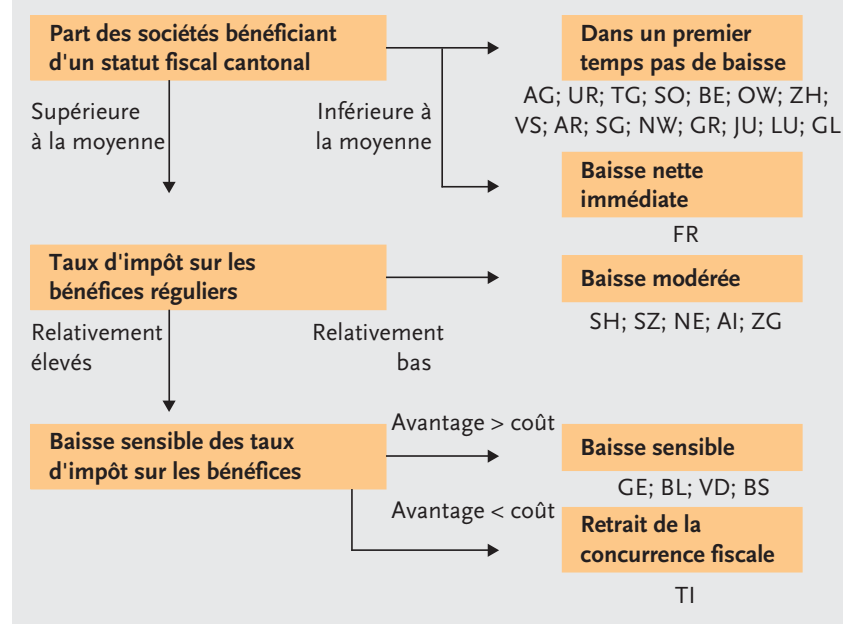 Part des sociétés bénéficiant
d'un statut fiscal cantonal
Dans un premier
temps pas de baisse
AG; UR; TG; SO; BE; OW; ZH;
VS; AR; SG; NW; GR; JU; LU; GL
Supérieure
à la moyenne
Inférieure à
la moyenne
Baisse nette
immédiate
FR
Taux d'impôt sur les
bénéfices réguliers
Baisse modérée
SH; SZ; NE; AI; ZG
Relativement
élevés
Relativement
bas
Baisse sensible des taux
d'impôt sur les bénéfices
Avantage > coût
Baisse sensible
GE; BL; VD; BS
Avantage < coût
Retrait de la
concurrence fiscale
TI